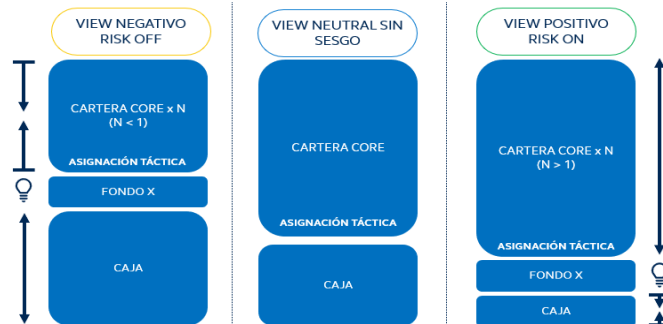 VIEW NEGATIVO
RISK OFF
CARTERA CORE x N
(N < 1)
ASIGNACIÓN TÁCTICA
FONDO X
CAJA
VIEW NEUTRAL SIN
SESGO
CARTERA CORE
ASIGNACIÓN TÁCTICA
CAJA
VIEW POSITIVO
RISK ON
CARTERA CORE x N
(N > 1)
ASIGNACIÓN TÁCTICA
FONDO X
CAJA